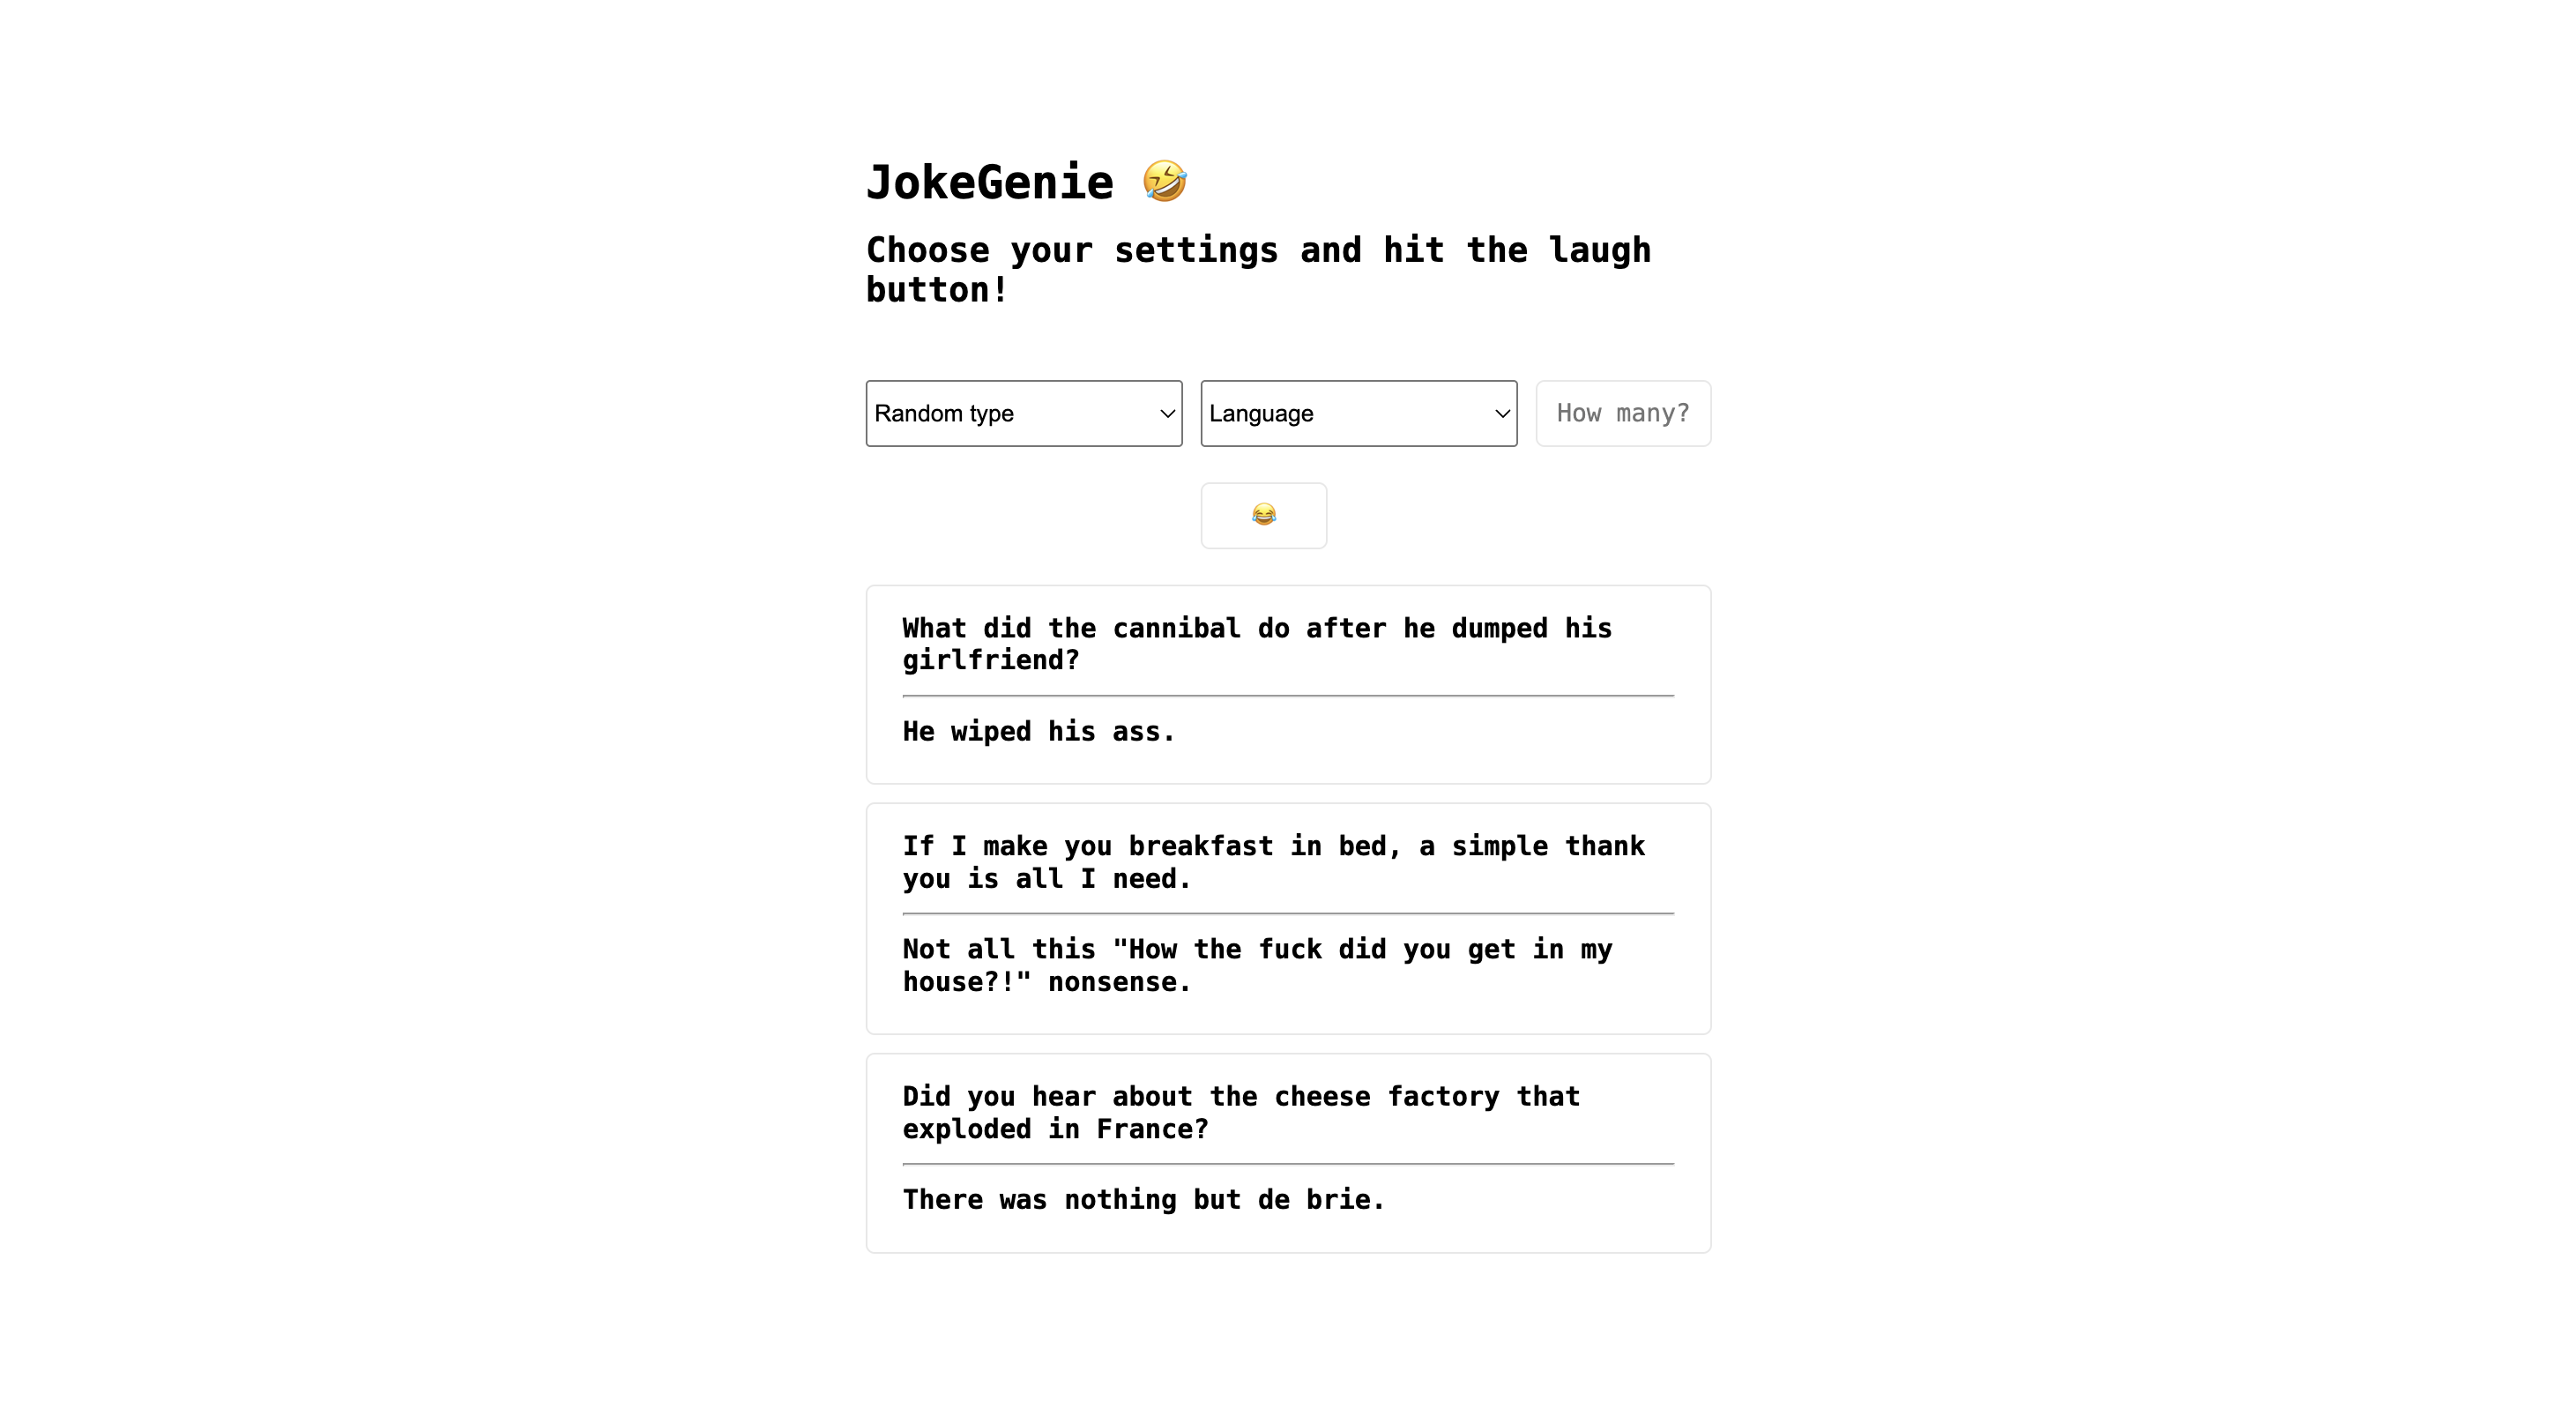 JokeGenie 🤣
Choose your settings and hit the laugh
button!
Random type
Language
How many?
😂
What did the cannibal do after he dumped his
girlfriend?
He wiped his ass.
If I make you breakfast in bed, a simple thank
you is all I need.
Not all this "How the fuck did you get in my
house?!" nonsense.
Did you hear about the cheese factory that
exploded in France?
There was nothing but de brie.